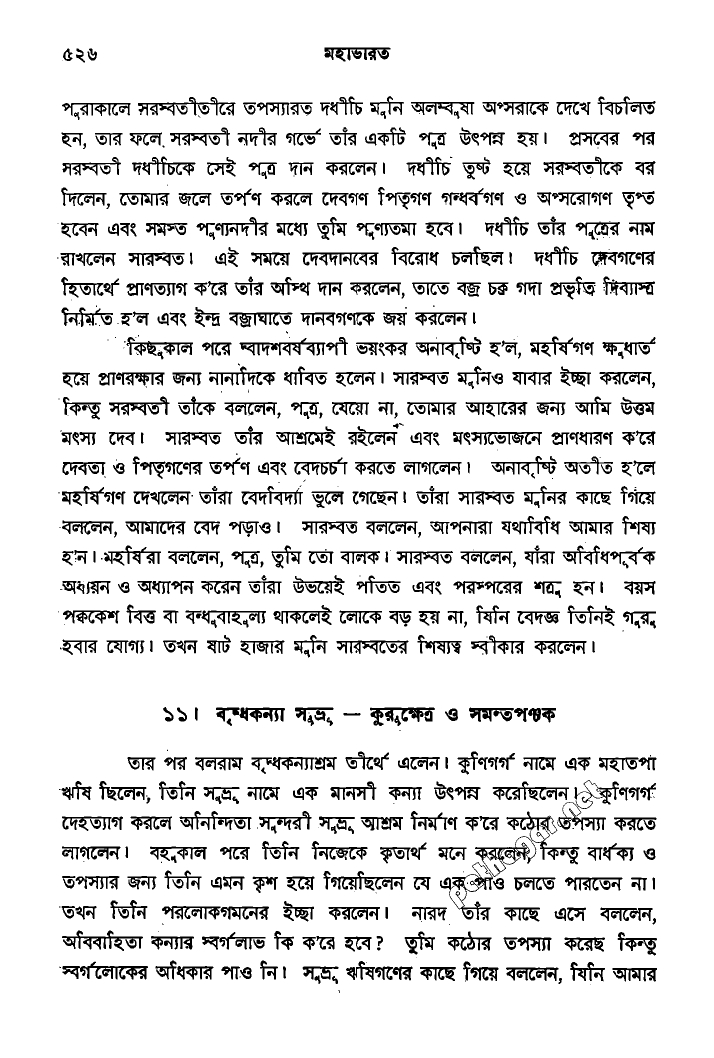 ৫২৬ মহাভারত
পুরাকালে সরস্বতীতীরে তপস্যারত দধীচি মুনি অলম্বুষা অপ্সরাকে দেখে বিচলিত
হন, তার ফলে সরস্বতী নদীর গর্ভে তাঁর একটি পুত্র উৎপন্ন হয়। প্রসবের পর
সরস্বতী দধীচিকে সেই পুত্র দান করলেন। দধীচি তুষ্ট হয়ে সরস্বতীকে বর
দিলেন, তোমার জলে তর্পণ করলে দেবগণ পিতৃগণ গন্ধর্বগণ ও অপ্সরোগণ তৃপ্ত
হবেন এবং সমস্ত পুণ্যনদীর মধ্যে তুমি পুণ্যতমা হবে। দধীচি তাঁর পুত্রের নাম
রাখলেন সারস্বত। এই সময়ে দেবদানবের বিরোধ চলছিল। দধীচি দেবগণের
হিতার্থে প্রাণত্যাগ ক'রে তাঁর অস্থি দান করলেন, তাতে বজ্র চক্র গদা প্রভৃতি দিব্যাস্ত্র
নির্মিত হ'ল এবং ইন্দ্র বজ্রাঘাতে দানবগণকে জয় করলেন।
কিছুকাল পরে দ্বাদশবর্ষব্যাপী ভয়ংকর অনাবৃষ্টি হ'ল, মহর্ষিগণ ক্ষুধার্ত
হয়ে প্রাণরক্ষার জন্য নানাদিকে ধাবিত হলেন। সারস্বত মুনিও যাবার ইচ্ছা করলেন,
কিন্তু সরস্বতী তাঁকে বললেন, পুত্র, যেয়ো না, তোমার আহারের জন্য আমি উত্তম
মৎস্য দেব। সারস্বত তাঁর আশ্রমেই রইলেন এবং মৎস্যভোজনে প্রাণধারণ ক'রে
দেবতা ও পিতৃগণের তর্পণ এবং বেদচর্চা করতে লাগলেন। অনাবৃষ্টি অতীত হ'লে
মহর্ষিগণ দেখলেন তাঁরা বেদবিদ্যা ভুলে গেছেন। তাঁরা সারস্বত মুনির কাছে গিয়ে
বললেন, আমাদের বেদ পড়াও। সারস্বত বললেন, আপনারা যথাবিধি আমার শিষ্য
হ'ন। মহর্ষিরা বললেন, পুত্র, তুমি তো বালক। সারস্বত বললেন, যাঁরা অবিধিপূর্বক
অধ্যয়ন ও অধ্যাপন করেন তাঁরা উভয়েই পতিত এবং পরস্পরের শত্রু হন। বয়স
পক্বকেশ বিত্ত বা বন্ধুবাহুল্য থাকলেই লোকে বড় হয় না, যিনি বেদজ্ঞ তিনিই গুরু
হবার যোগ্য। তখন ষাট হাজার মুনি সারস্বতের শিষ্যত্ব স্বীকার করলেন।
১১। বৃদ্ধকন্যা সুভ্রূ — কুরুক্ষেত্র ও সমন্তপঞ্চক
তার পর বলরাম বৃদ্ধকন্যাশ্রম তীর্থে এলেন। কুণিগর্গ নামে এক মহাতপা
ঋষি ছিলেন, তিনি সুভ্রূ নামে এক মানসী কন্যা উৎপন্ন করেছিলেন। কুণিগর্গ
দেহত্যাগ করলে অনিন্দিতা সুন্দরী সুভ্রূ আশ্রম নির্মাণ ক'রে কঠোর তপস্যা করতে
লাগলেন। বহুকাল পরে তিনি নিজেকে কৃতার্থ মনে করলেন, কিন্তু বার্ধক্য ও
তপস্যার জন্য তিনি এমন কৃশ হয়ে গিয়েছিলেন যে এক পাও চলতে পারতেন না।
তখন তিনি পরলোকগমনের ইচ্ছা করলেন। নারদ তাঁর কাছে এসে বললেন,
অবিবাহিতা কন্যার স্বর্গলাভ কি ক'রে হবে? তুমি কঠোর তপস্যা করেছ কিন্তু
স্বর্গলোকের অধিকার পাও নি। সুভ্রূ ঋষিগণের কাছে গিয়ে বললেন, যিনি আমার
pathagar.net